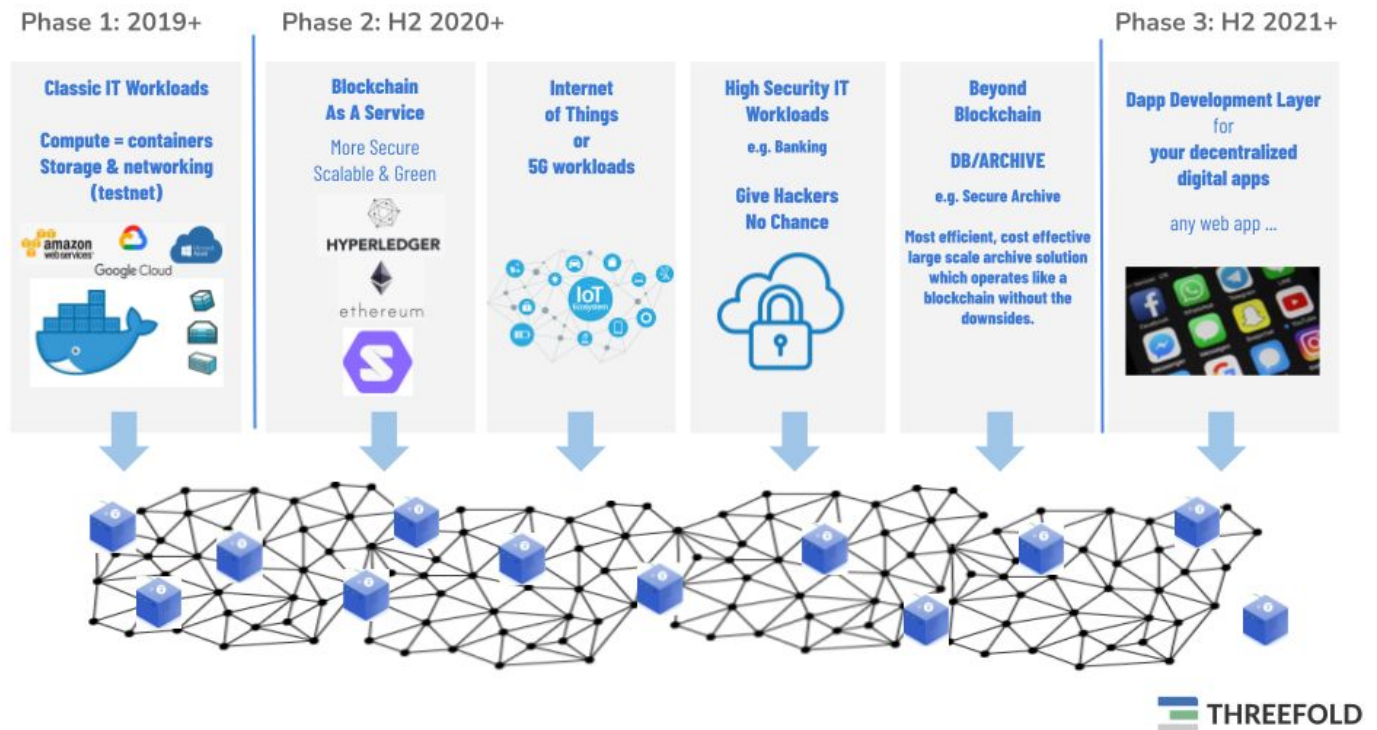 Phase 1: 2019+
Phase 2: H2 2020+
Phase 3: H2 2021+
Classic IT Workloads
Compute = containers
Storage & networking
(testnet)
amazon
webservices
Google Cloud
Blockchain
As A Service
More Secure
Scalable & Green
HYPERLEDGER
ethereum
S
Internet
of Things
or
5G workloads
IoT
Ecosystem
High Security IT
Workloads
e.g. Banking
Give Hackers
No Chance
Beyond
Blockchain
DB/ARCHIVE
e.g. Secure Archive
Most efficient, cost effective
large scale archive solution
which operates like a
blockchain without the
downsides.
Dapp Development Layer
for
your decentralized
digital apps
any web app ...
THREEFOLD